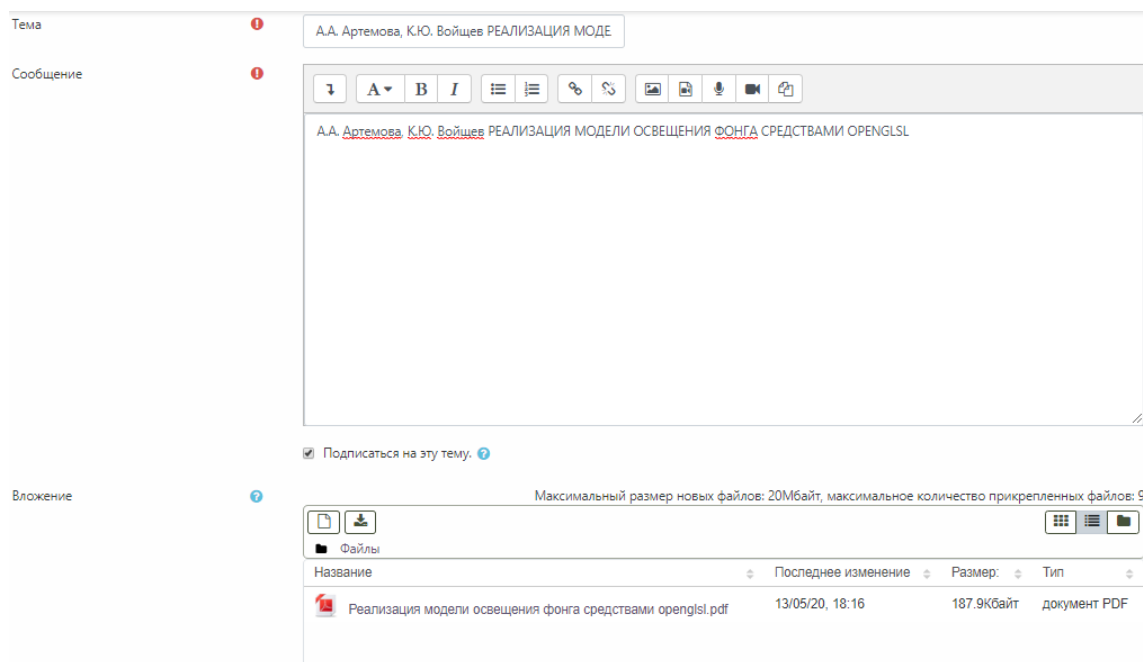 Тема
А.А. Артемова, К.Ю. Войщев РЕАЛИЗАЦИЯ МОДЕ
Сообщение
A B I
А.А. Артемова, К.Ю. Войщев РЕАЛИЗАЦИЯ МОДЕЛИ ОСВЕЩЕНИЯ ФОНГА СРЕДСТВАМИ OPENGLSL
Подписаться на эту тему.
Вложение
Максимальный размер новых файлов: 20Мбайт, максимальное количество прикрепленных файлов: 9
Файлы
Название Последнее изменение Размер: Тип
Реализация модели освещения фонга средствами openglsl.pdf 13/05/20, 18:16 187.9Кбайт документ PDF